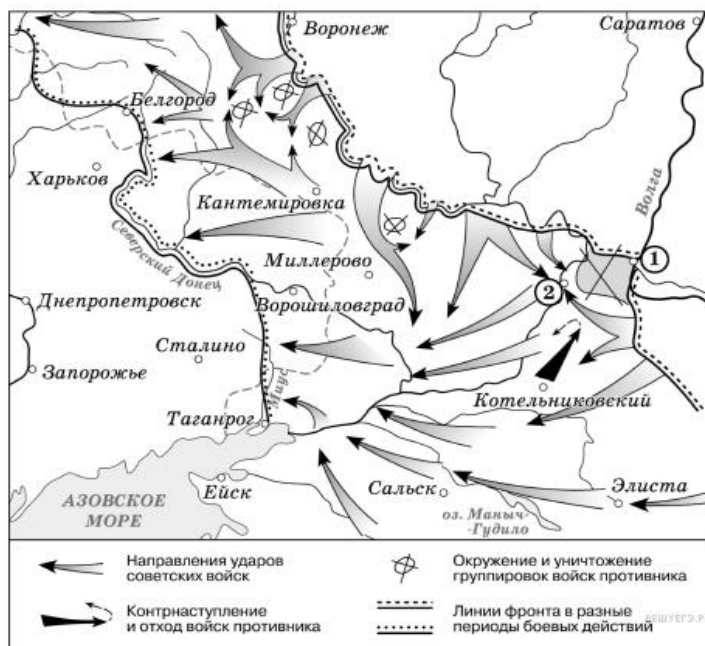 Воронеж
Саратов
Белгород
Харьков
Волга
Кантемировка
Северский Донец
Миллерово
1
2
Днепропетровск
Ворошиловград
Сталино
Запорожье
Миус
Котельниковский
Таганрог
АЗОВСКОЕ
МОРЕ
Ейск
Сальск
Элиста
оз. Маныч-
-Гудило
Направления ударов
советских войск
Окружение и уничтожение
группировок войск противника
Контрнаступление
и отход войск противника
Линии фронта в разные
периоды боевых действий
РЕШУЕГЭ.РФ